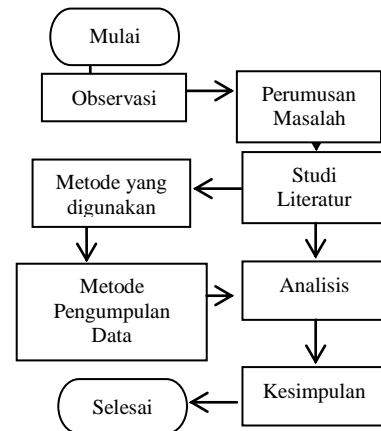 Mulai
Observasi
Perumusan
Masalah
Studi
Literatur
Metode yang
digunakan
Metode
Pengumpulan
Data
Analisis
Kesimpulan
Selesai